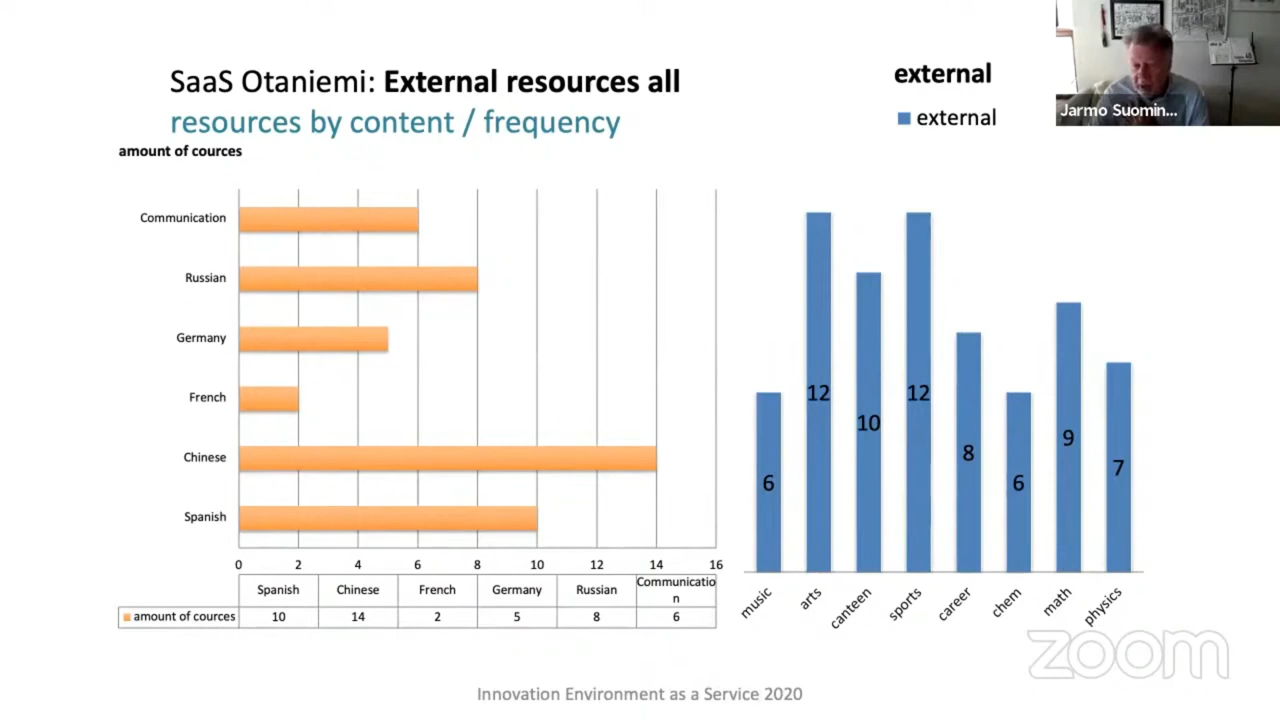 SaaS Otaniemi: External resources all
resources by content / frequency
amount of cources
Communication
Russian
Germany
French
Chinese
Spanish
0 2 4 6 8 10 12 14 16
Spanish Chinese French Germany Russian Communicatio
n
amount of cources 10 14 2 5 8 6
external
external
6 12 10 12 8 6 9 7
music arts canteen sports career chem math physics
Jarmo Suomin...
zoom
Innovation Environment as a Service 2020